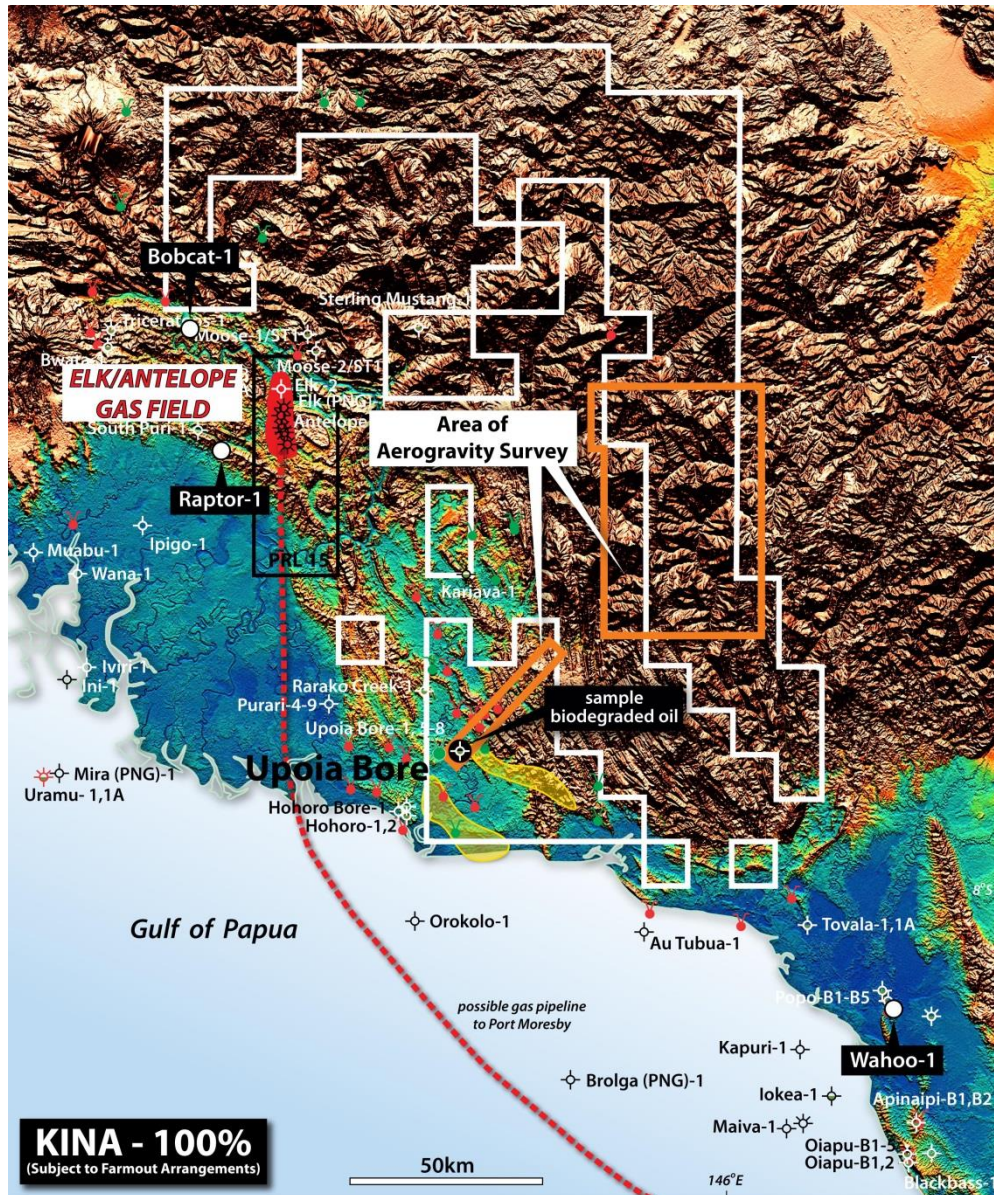 Bobcat-1
Sterling Mustang-1
Moose-1/ST1
Moose-2/ST1
7°S
ELK/ANTELOPE
GAS FIELD
Elk-2
Elk (PNG)
Antelope
South Puri-1
Area of
Aerogravity Survey
Raptor-1
Ipigo-1
Muabu-1
Wana-1
PRL 15
Kariava-1
Iviri-1
Ini-1
Rarako Creek-1
Purari-4-9
sample
biodegraded oil
Upoia Bore-1, 3-8
Upoia Bore
Mira (PNG)-1
Uramu- 1,1A
Hohoro Bore-1
Hohoro-1,2
8°S
Gulf of Papua
Orokolo-1
Au Tubua-1
Tovala-1,1A
Popo-B1-B5
possible gas pipeline
to Port Moresby
Kapuri-1
Wahoo-1
Brolga (PNG)-1
Iokea-1
Apinaipi-B1,B2
Maiva-1
Oiapu-B1-5
Oiapu-B1,2
Blackbass-1
KINA - 100%
(Subject to Farmout Arrangements)
50km
146°E